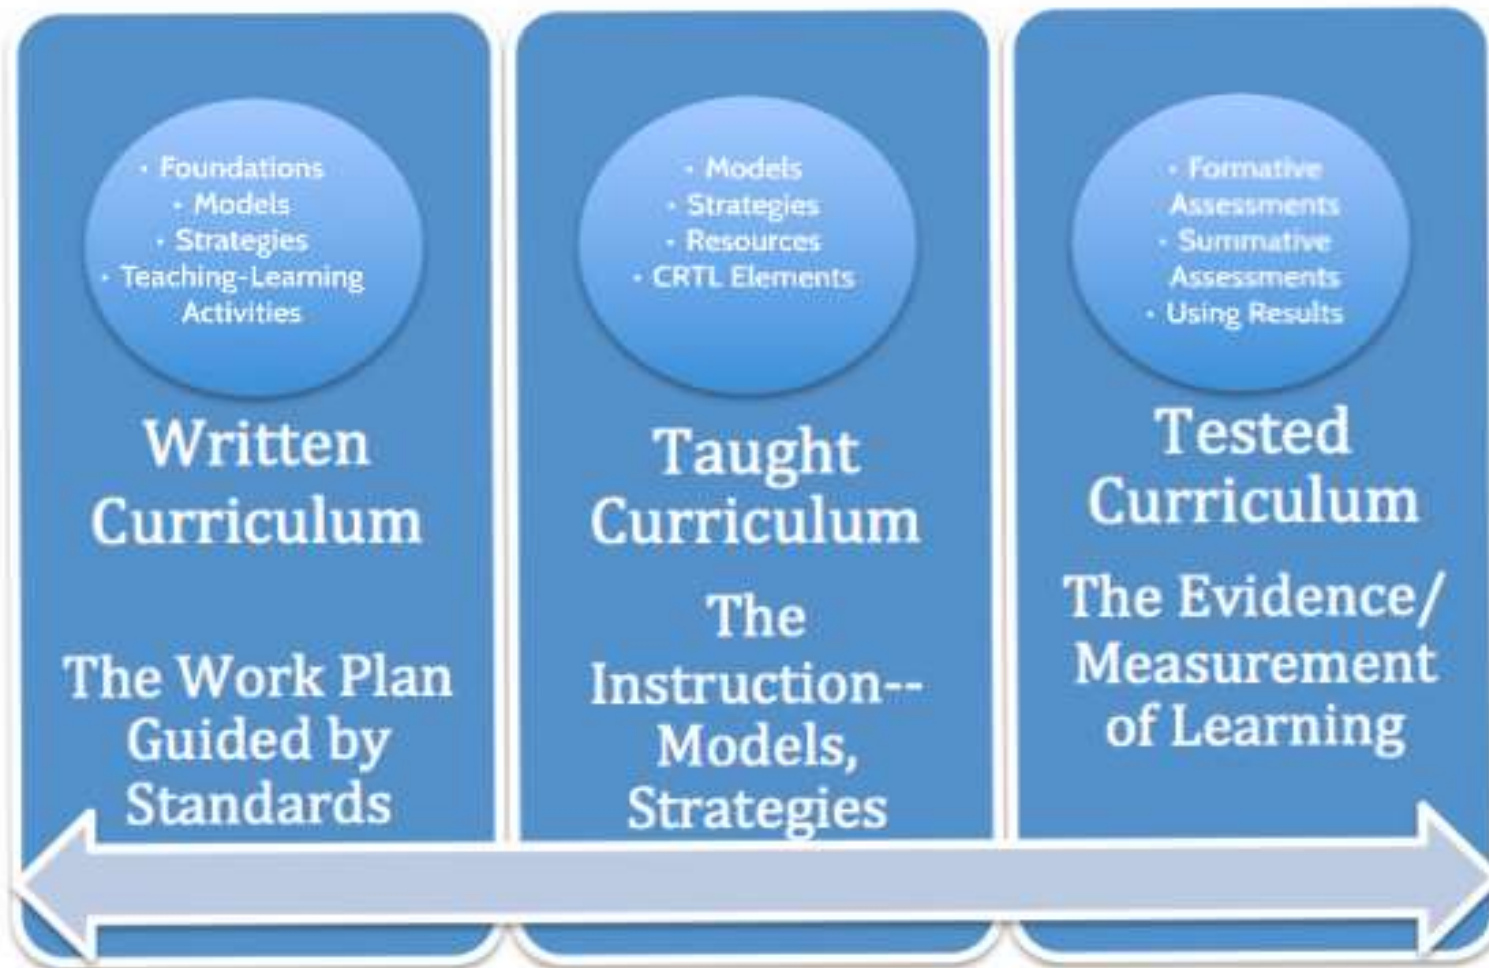 • Foundations
• Models
• Strategies
• Teaching-Learning
Activities
Written
Curriculum
The Work Plan
Guided by
Standards
• Models
• Strategies
• Resources
• CRTL Elements
Taught
Curriculum
The
Instruction--
Models,
Strategies
• Formative
Assessments
• Summative
Assessments
• Using Results
Tested
Curriculum
The Evidence/
Measurement
of Learning